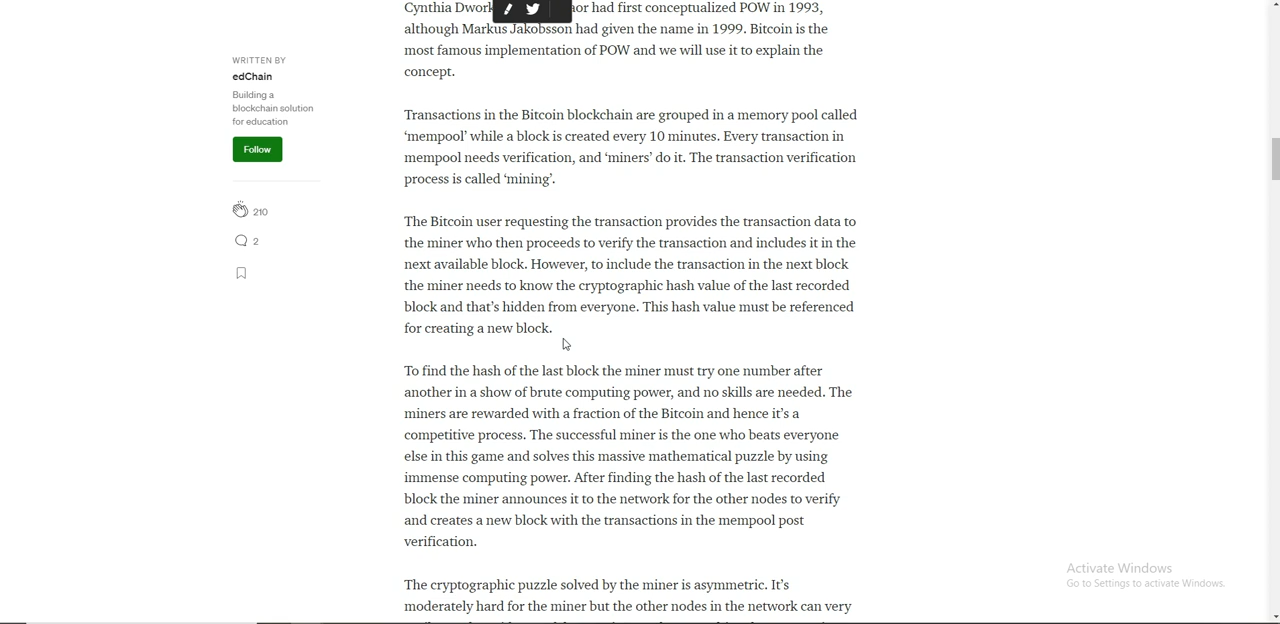 Cynthia Dwork aor had first conceptualized POW in 1993,
although Markus Jakobsson had given the name in 1999. Bitcoin is the
most famous implementation of POW and we will use it to explain the
concept.
WRITTEN BY
edChain
Building a
blockchain solution
for education
Follow
210
2
Transactions in the Bitcoin blockchain are grouped in a memory pool called
‘mempool’ while a block is created every 10 minutes. Every transaction in
mempool needs verification, and ‘miners’ do it. The transaction verification
process is called ‘mining’.
The Bitcoin user requesting the transaction provides the transaction data to
the miner who then proceeds to verify the transaction and includes it in the
next available block. However, to include the transaction in the next block
the miner needs to know the cryptographic hash value of the last recorded
block and that’s hidden from everyone. This hash value must be referenced
for creating a new block.
To find the hash of the last block the miner must try one number after
another in a show of brute computing power, and no skills are needed. The
miners are rewarded with a fraction of the Bitcoin and hence it’s a
competitive process. The successful miner is the one who beats everyone
else in this game and solves this massive mathematical puzzle by using
immense computing power. After finding the hash of the last recorded
block the miner announces it to the network for the other nodes to verify
and creates a new block with the transactions in the mempool post
verification.
The cryptographic puzzle solved by the miner is asymmetric. It’s
moderately hard for the miner but the other nodes in the network can very
Activate Windows
Go to Settings to activate Windows.